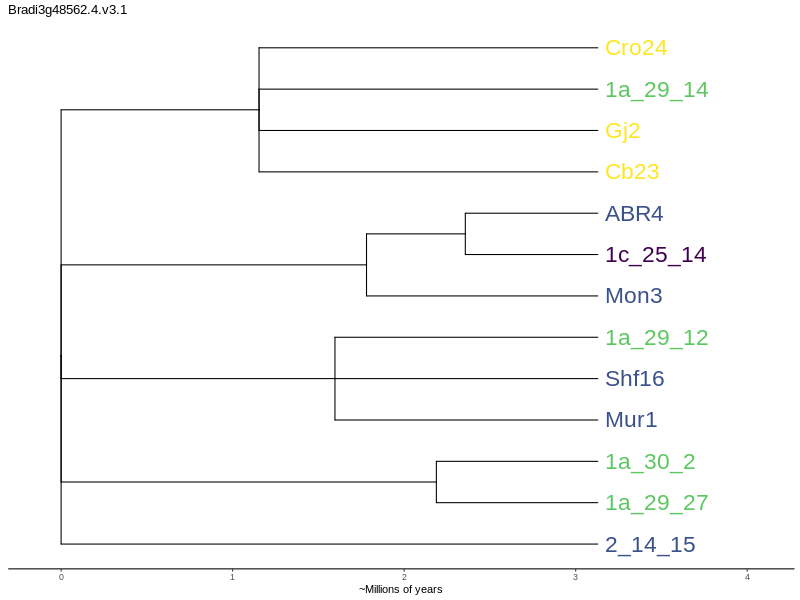 Bradi3g48562.4.v3.1
Cro24
1a_29_14
Gj2
Cb23
ABR4
1c_25_14
Mon3
1a_29_12
Shf16
Mur1
1a_30_2
1a_29_27
2_14_15
0 1 2 3 4
~Millions of years